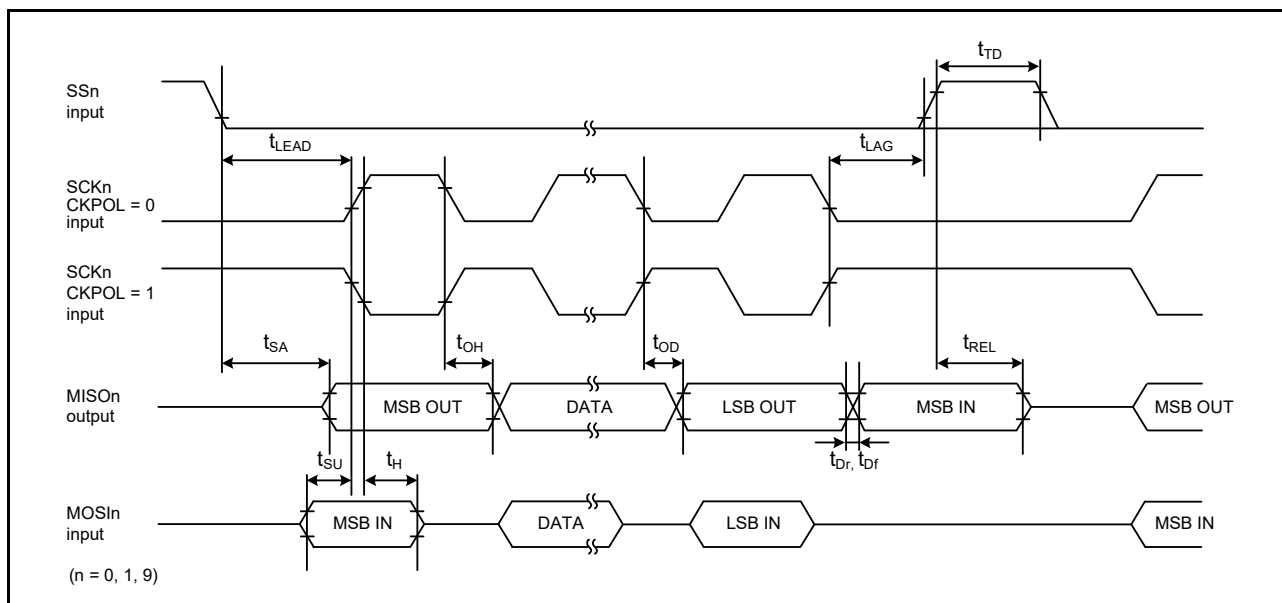 tTD
SSn
input
tLEAD
tLAG
SCKn
CKPOL = 0
input
SCKn
CKPOL = 1
input
tSA
tOH
tOD
tREL
MISOn
output
MSB OUT
DATA
LSB OUT
MSB IN
MSB OUT
tSU
tH
tDr, tDf
MOSIn
input
MSB IN
DATA
LSB IN
MSB IN
(n = 0, 1, 9)